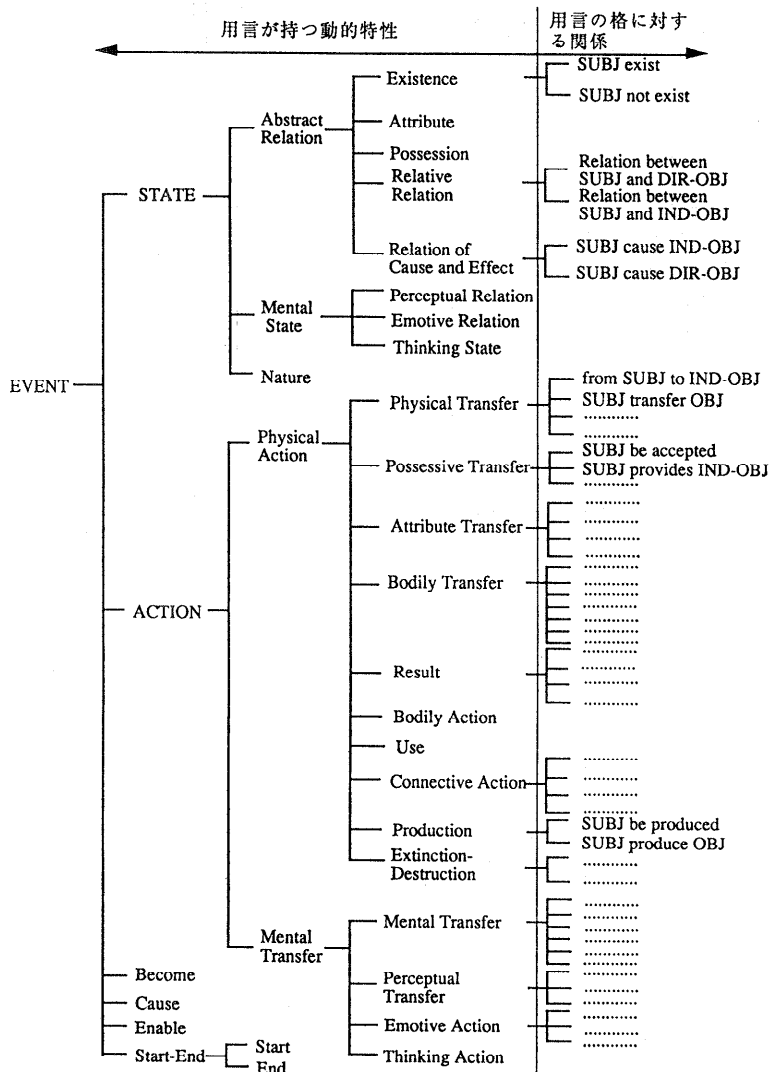 用言が持つ動的特性
用言の格に対す
る関係
EVENT
STATE
Abstract
Relation
Existence
SUBJ exist
SUBJ not exist
Attribute
Possession
Relative
Relation
Relation between
SUBJ and DIR-OBJ
Relation between
SUBJ and IND-OBJ
Relation of
Cause and Effect
SUBJ cause IND-OBJ
SUBJ cause DIR-OBJ
Mental
State
Perceptual Relation
Emotive Relation
Thinking State
Nature
ACTION
Physical
Action
Physical Transfer
from SUBJ to IND-OBJ
SUBJ transfer OBJ
............
............
Possessive Transfer
SUBJ be accepted
SUBJ provides IND-OBJ
............
Attribute Transfer
............
............
............
............
Bodily Transfer
............
............
............
............
............
............
............
Result
............
............
............
............
Bodily Action
Use
Connective Action
............
............
............
............
Production
SUBJ be produced
SUBJ produce OBJ
Extinction-
Destruction
............
............
Mental
Transfer
Mental Transfer
............
............
............
............
............
............
Perceptual
Transfer
............
............
............
Emotive Action
............
............
............
Thinking Action
Become
Cause
Enable
Start-End
Start
End